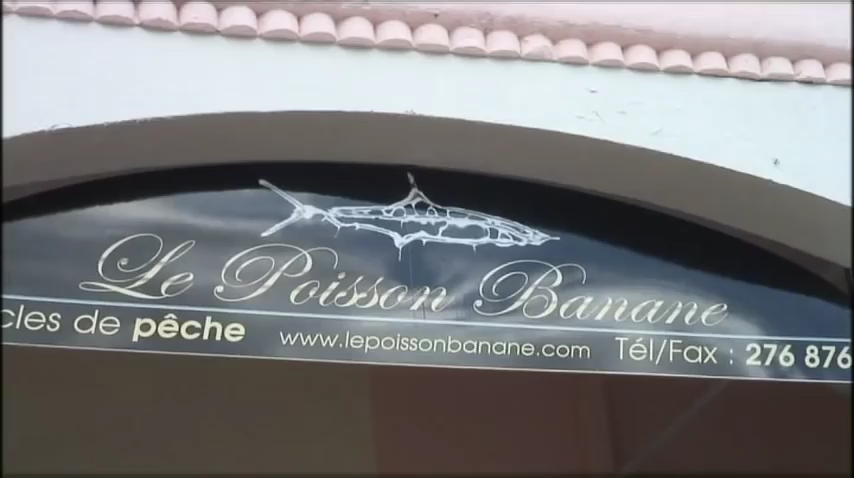 Le Poisson Banane
cles de pêche www.lepoissonbanane.com Tél/Fax : 276 876